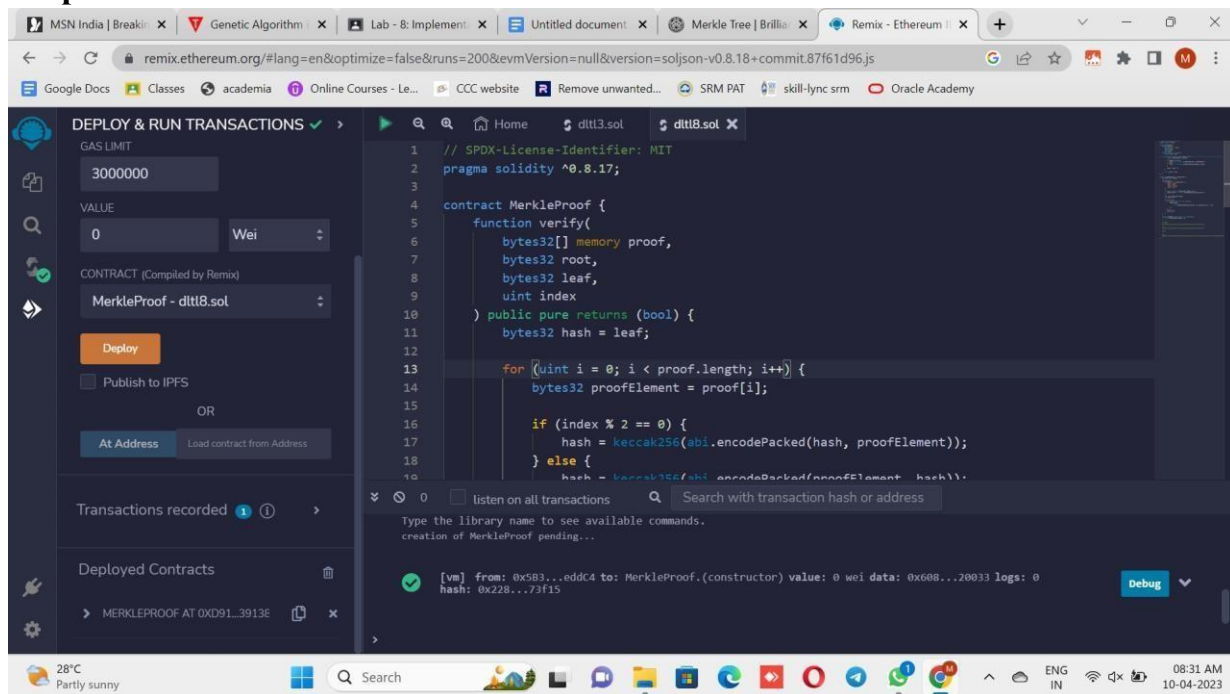 MSN India | Breakin
Genetic Algorithm
Lab - 8: Implement
Untitled document
Merkle Tree | Brillia
Remix - Ethereum I
remix.ethereum.org/#lang=en&optimize=false&runs=200&evmVersion=null&version=soljson-v0.8.18+commit.87f61d96.js
M
Google Docs Classes academia Online Courses - Le... CCC website Remove unwanted... SRM PAT skill-lync srm Oracle Academy
DEPLOY & RUN TRANSACTIONS
GAS LIMIT
3000000
VALUE
0 Wei
CONTRACT (Compiled by Remix)
MerkleProof - dltl8.sol
Deploy
Publish to IPFS
OR
At Address Load contract from Address
Transactions recorded 1
Deployed Contracts
MERKLEPROOF AT 0XD91...3913E
Home dltl3.sol dltl8.sol
1 // SPDX-License-Identifier: MIT
2 pragma solidity ^0.8.17;
3
4 contract MerkleProof {
5 function verify(
6 bytes32[] memory proof,
7 bytes32 root,
8 bytes32 leaf,
9 uint index
10 ) public pure returns (bool) {
11 bytes32 hash = leaf;
12
13 for (uint i = 0; i < proof.length; i++) {
14 bytes32 proofElement = proof[i];
15
16 if (index % 2 == 0) {
17 hash = keccak256(abi.encodePacked(hash, proofElement));
18 } else {
19 hash = keccak256(abi.encodePacked(proofElement, hash));
0 listen on all transactions Search with transaction hash or address
Type the library name to see available commands.
creation of MerkleProof pending...
[vm] from: 0x5B3...eddC4 to: MerkleProof.(constructor) value: 0 wei data: 0x608...20033 logs: 0
hash: 0x228...73f15
Debug
>
28°C
Partly sunny
Search
ENG
IN
08:31 AM
10-04-2023